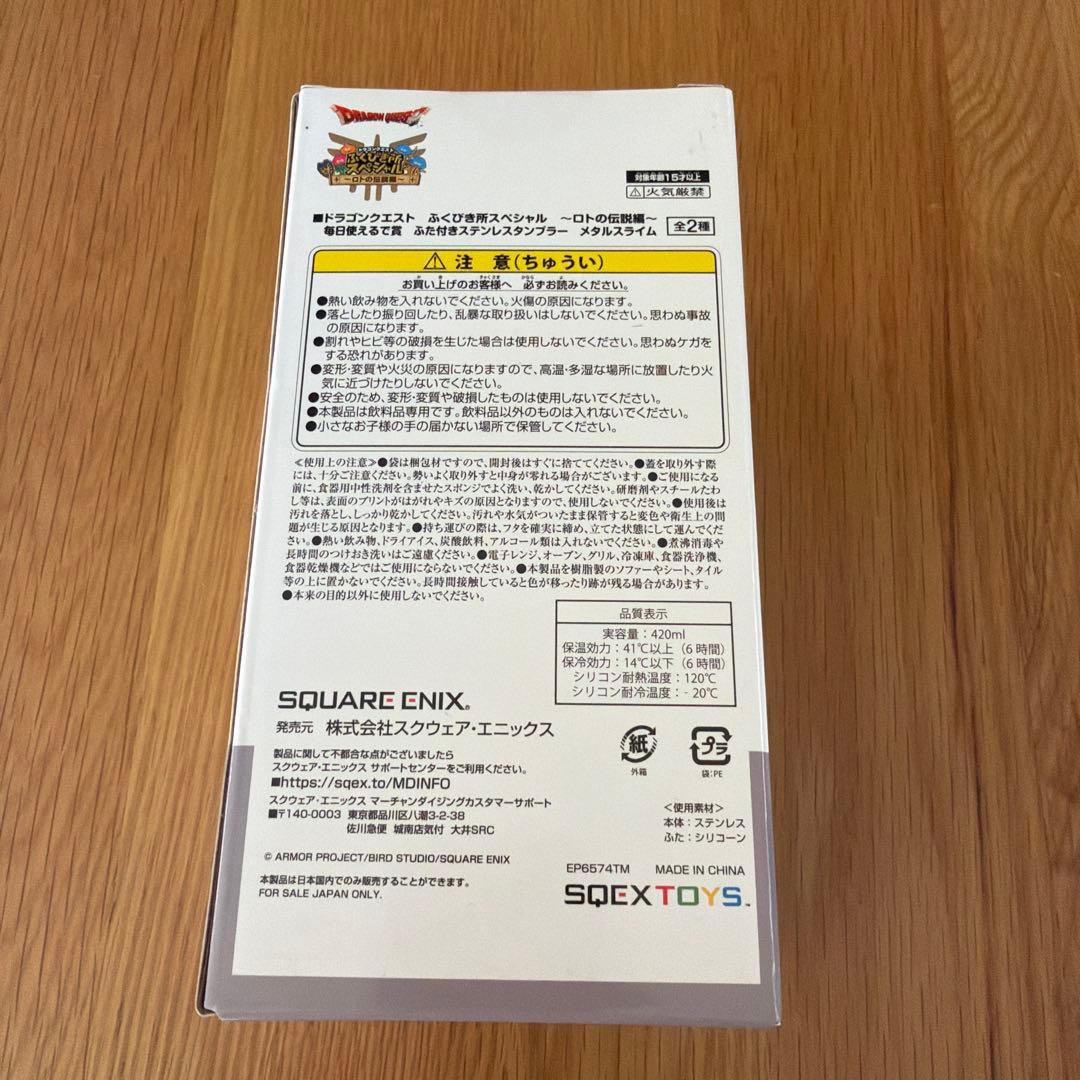 DRAGON QUEST
ドラゴンクエスト
ふくびき所
スペシャル
～ロトの伝説編～
対象年齢15才以上
⚠火気厳禁
■ドラゴンクエスト ふくびき所スペシャル ～ロトの伝説編～
毎日使えるで賞 ふた付きステンレスタンブラー メタルスライム 全2種
⚠ 注 意(ちゅうい)
お買い上げのお客様へ 必ずお読みください。
●熱い飲み物を入れないでください。火傷の原因になります。
●落としたり振り回したり、乱暴な取り扱いはしないでください。思わぬ事故
の原因になります。
●割れやヒビ等の破損を生じた場合は使用しないでください。思わぬケガを
する恐れがあります。
●変形・変質や火災の原因になりますので、高温・多湿な場所に放置したり火
気に近づけたりしないでください。
●安全のため、変形・変質や破損したものは使用しないでください。
●本製品は飲料品専用です。飲料品以外のものは入れないでください。
●小さなお子様の手の届かない場所で保管してください。
≪使用上の注意≫●袋は梱包材ですので、開封後はすぐに捨ててください。●蓋を取り外す際
には、十分ご注意ください。勢いよく取り外すと中身が零れる場合がございます。●ご使用になる
前に、食器用中性洗剤を含ませたスポンジでよく洗い、乾かしてください。研磨剤やスチールたわ
し等は、表面のプリントがはがれやキズの原因となりますので、使用しないでください。●使用後は
汚れを落とし、しっかり乾かしてください。汚れや水気がついたまま保管すると変色や衛生上の問
題が生じる原因となります。●持ち運びの際は、フタを確実に締め、立てた状態にして運んでくださ
い。●熱い飲み物、ドライアイス、炭酸飲料、アルコール類は入れないでください。●煮沸消毒や
長時間のつけおき洗いはご遠慮ください。●電子レンジ、オーブン、グリル、冷凍庫、食器洗浄機、
食器乾燥機などではご使用にならないでください。●本製品を樹脂製のソファーやシート、タイル
等の上に置かないでください。長時間接触していると色が移ったり跡が残る場合があります。
●本来の目的以外に使用しないでください。
品質表示
実容量：420ml
保温効力：41℃以上（6時間）
保冷効力：14℃以下（6時間）
シリコン耐熱温度：120℃
シリコン耐冷温度：- 20℃
SQUARE ENIX®
発売元 株式会社スクウェア・エニックス
製品に関して不都合な点がございましたら
スクウェア・エニックス サポートセンターをご利用ください。
■https://sqex.to/MDINFO
スクウェア・エニックス マーチャンダイジングカスタマーサポート
■〒140-0003 東京都品川区八潮3-2-38
佐川急便 城南店気付 大井SRC
紙
外箱
プラ
袋:PE
＜使用素材＞
本体：ステンレス
ふた：シリコーン
© ARMOR PROJECT/BIRD STUDIO/SQUARE ENIX
本製品は日本国内でのみ販売することができます。
FOR SALE JAPAN ONLY.
EP6574TM MADE IN CHINA
SQEX TOYS™